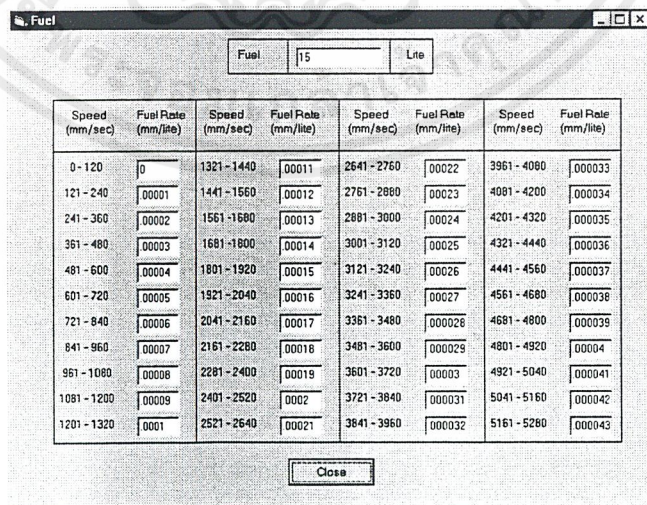 Fuel
Fuel 15 Lite
Speed (mm/sec) Fuel Rate (mm/lite) Speed (mm/sec) Fuel Rate (mm/lite) Speed (mm/sec) Fuel Rate (mm/lite) Speed (mm/sec) Fuel Rate (mm/lite)
0 - 120 0 1321 - 1440 .00011 2641 - 2760 .00022 3961 - 4080 .000033
121 - 240 .00001 1441 - 1560 .00012 2761 - 2880 .00023 4081 - 4200 .000034
241 - 360 .00002 1561 - 1680 .00013 2881 - 3000 .00024 4201 - 4320 .000035
361 - 480 .00003 1681 - 1800 .00014 3001 - 3120 .00025 4321 - 4440 .000036
481 - 600 .00004 1801 - 1920 .00015 3121 - 3240 .00026 4441 - 4560 .000037
601 - 720 .00005 1921 - 2040 .00016 3241 - 3360 .00027 4561 - 4680 .000038
721 - 840 .00006 2041 - 2160 .00017 3361 - 3480 .000028 4681 - 4800 .000039
841 - 960 .00007 2161 - 2280 .00018 3481 - 3600 .000029 4801 - 4920 .00004
961 - 1080 .00008 2281 - 2400 .00019 3601 - 3720 .00003 4921 - 5040 .000041
1081 - 1200 .00009 2401 - 2520 .0002 3721 - 3840 .000031 5041 - 5160 .000042
1201 - 1320 .0001 2521 - 2640 .00021 3841 - 3960 .000032 5161 - 5280 .000043
Close